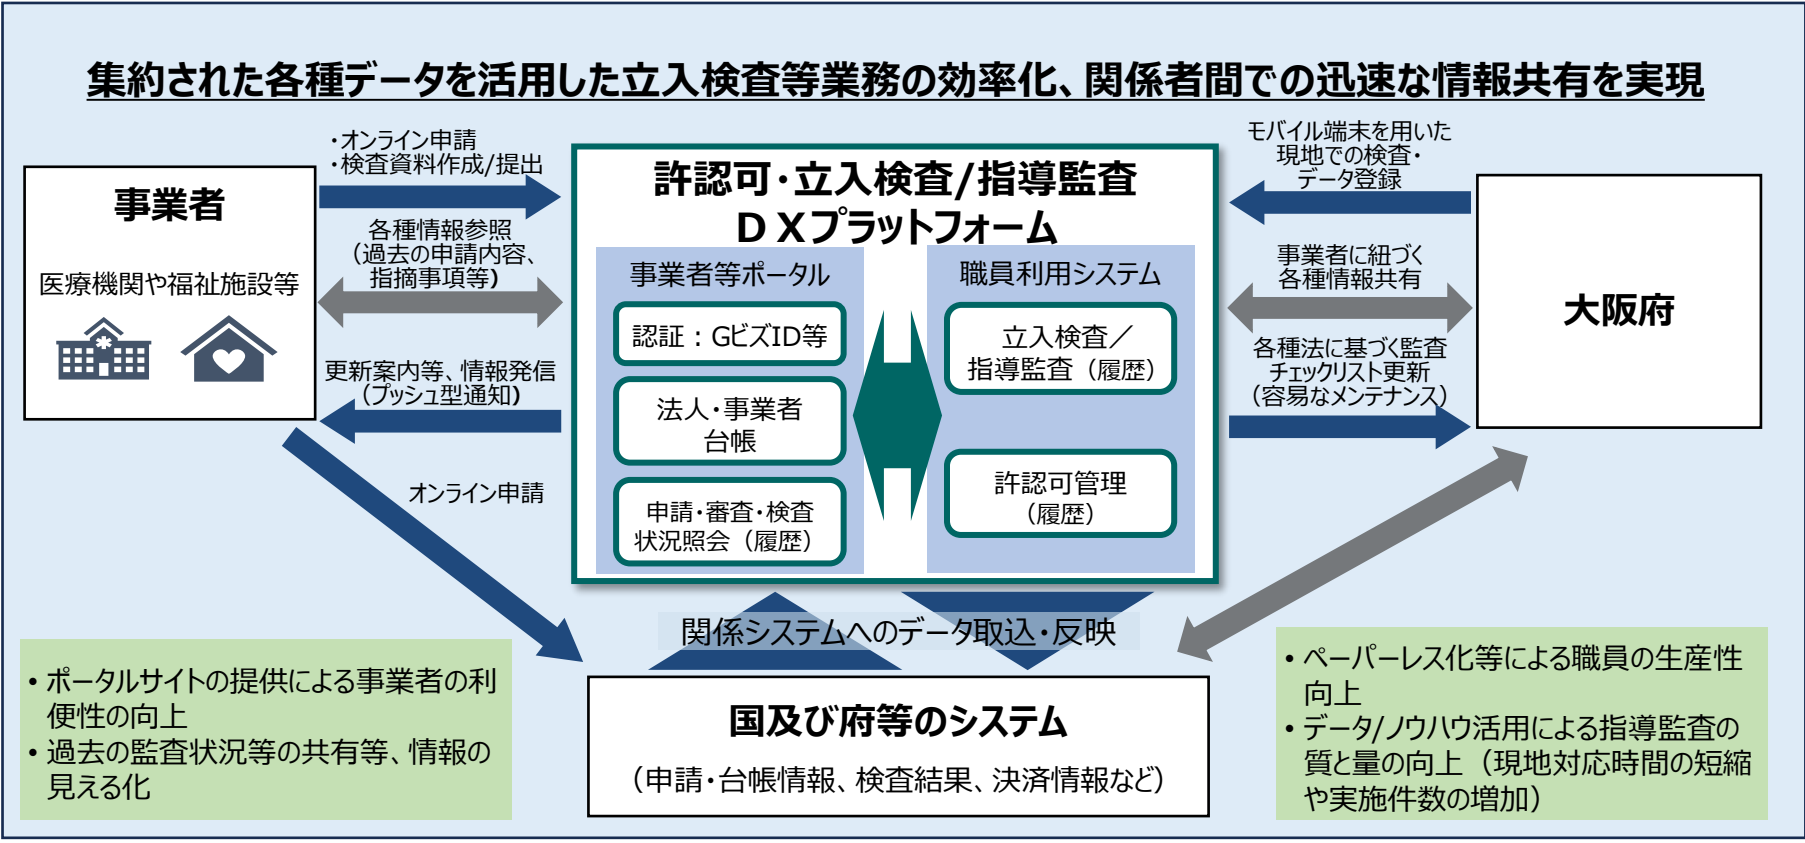 集約された各種データを活用した立入検査等業務の効率化、関係者間での迅速な情報共有を実現
事業者
医療機関や福祉施設等
・オンライン申請
・検査資料作成/提出
各種情報参照
（過去の申請内容、
指摘事項等）
更新案内等、情報発信
（プッシュ型通知）
オンライン申請
許認可・立入検査/指導監査
ＤＸプラットフォーム
事業者等ポータル
認証：GビズID等
法人・事業者
台帳
申請・審査・検査
状況照会（履歴）
職員利用システム
立入検査／
指導監査（履歴）
許認可管理
（履歴）
モバイル端末を用いた
現地での検査・
データ登録
事業者に紐づく
各種情報共有
各種法に基づく監査
チェックリスト更新
（容易なメンテナンス）
大阪府
関係システムへのデータ取込・反映
国及び府等のシステム
（申請・台帳情報、検査結果、決済情報など）
• ポータルサイトの提供による事業者の利
便性の向上
• 過去の監査状況等の共有等、情報の
見える化
• ペーパーレス化等による職員の生産性
向上
• データ/ノウハウ活用による指導監査の
質と量の向上（現地対応時間の短縮
や実施件数の増加）